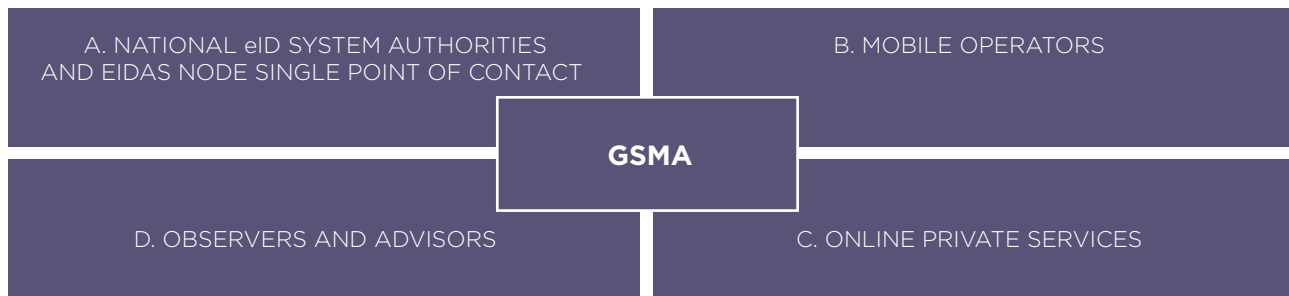 A. NATIONAL eID SYSTEM AUTHORITIES
AND EIDAS NODE SINGLE POINT OF CONTACT
B. MOBILE OPERATORS
GSMA
D. OBSERVERS AND ADVISORS
C. ONLINE PRIVATE SERVICES